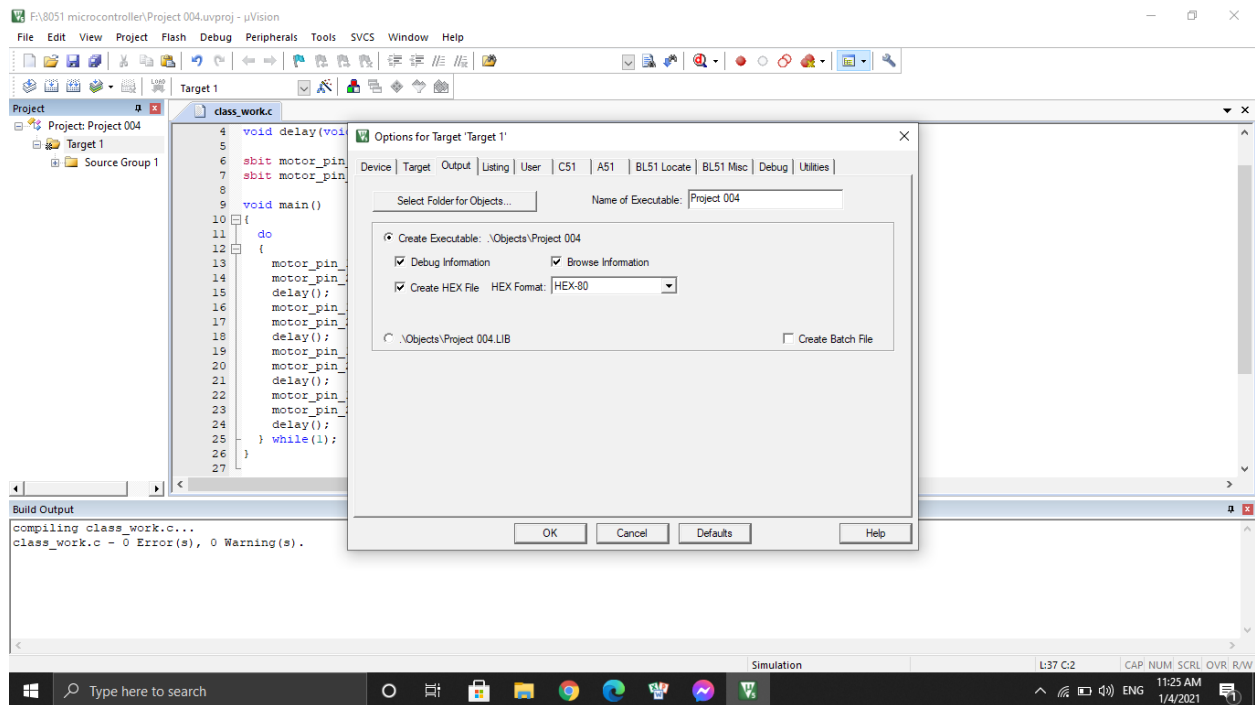 F:\8051 microcontroller\Project 004.uvproj - µVision
File Edit View Project Flash Debug Peripherals Tools SVCS Window Help
LOAD
Target 1
Project
class_work.c
Project: Project 004
Target 1
Source Group 1
4 void delay(voi
5
6 sbit motor_pin_
7 sbit motor_pin_
8
9 void main()
10 {
11 do
12 {
13 motor_pin_
14 motor_pin_
15 delay();
16 motor_pin_
17 motor_pin_
18 delay();
19 motor_pin_
20 motor_pin_
21 delay();
22 motor_pin_
23 motor_pin_
24 delay();
25 } while(1);
26 }
27
Options for Target 'Target 1'
Device Target Output Listing User C51 A51 BL51 Locate BL51 Misc Debug Utilities
Select Folder for Objects... Name of Executable: Project 004
Create Executable: .\Objects\Project 004
Debug Information Browse Information
Create HEX File HEX Format: HEX-80
.\Objects\Project 004.LIB Create Batch File
OK Cancel Defaults Help
Build Output
compiling class_work.c...
class_work.c - 0 Error(s), 0 Warning(s).
Simulation L:37 C:2 CAP NUM SCRL OVR R/W
Type here to search
ENG
11:25 AM
1/4/2021